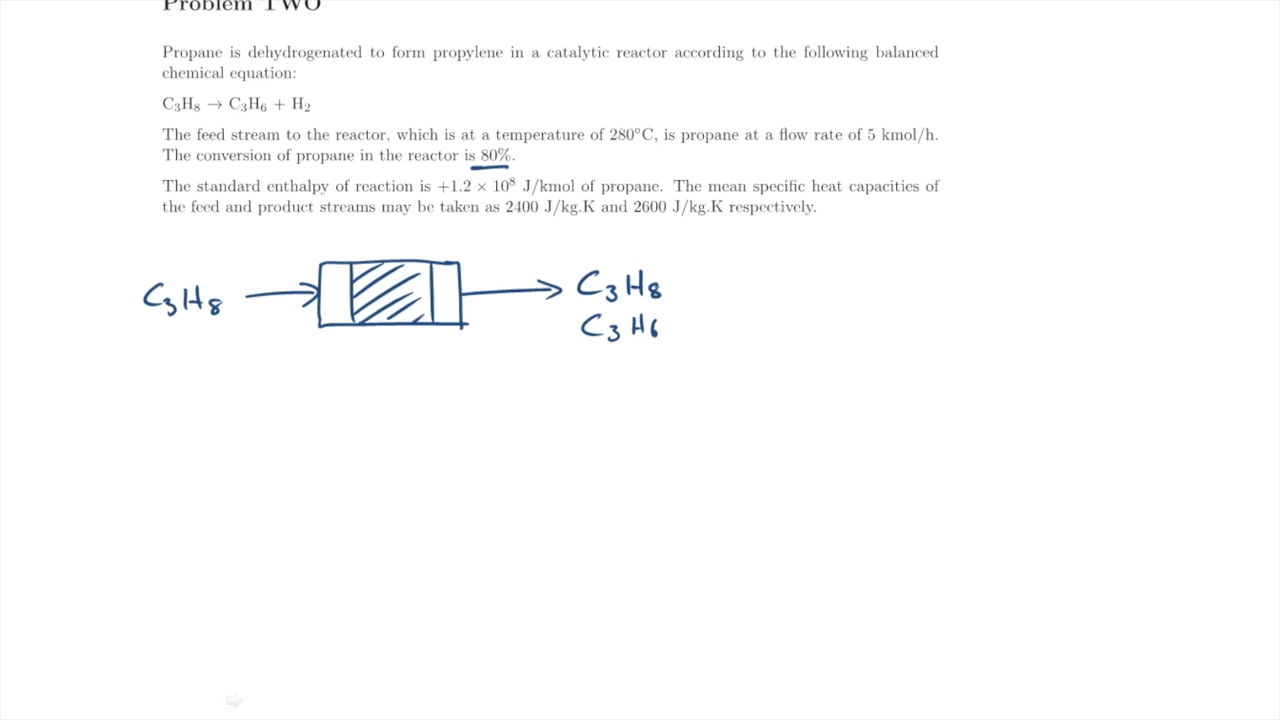 Problem TWO
Propane is dehydrogenated to form propylene in a catalytic reactor according to the following balanced
chemical equation:
C₃H₈ → C₃H₆ + H₂
The feed stream to the reactor, which is at a temperature of 280°C, is propane at a flow rate of 5 kmol/h.
The conversion of propane in the reactor is 80%.
The standard enthalpy of reaction is +1.2 × 10⁸ J/kmol of propane. The mean specific heat capacities of
the feed and product streams may be taken as 2400 J/kg.K and 2600 J/kg.K respectively.
C₃H₈
C₃H₈
C₃H₆